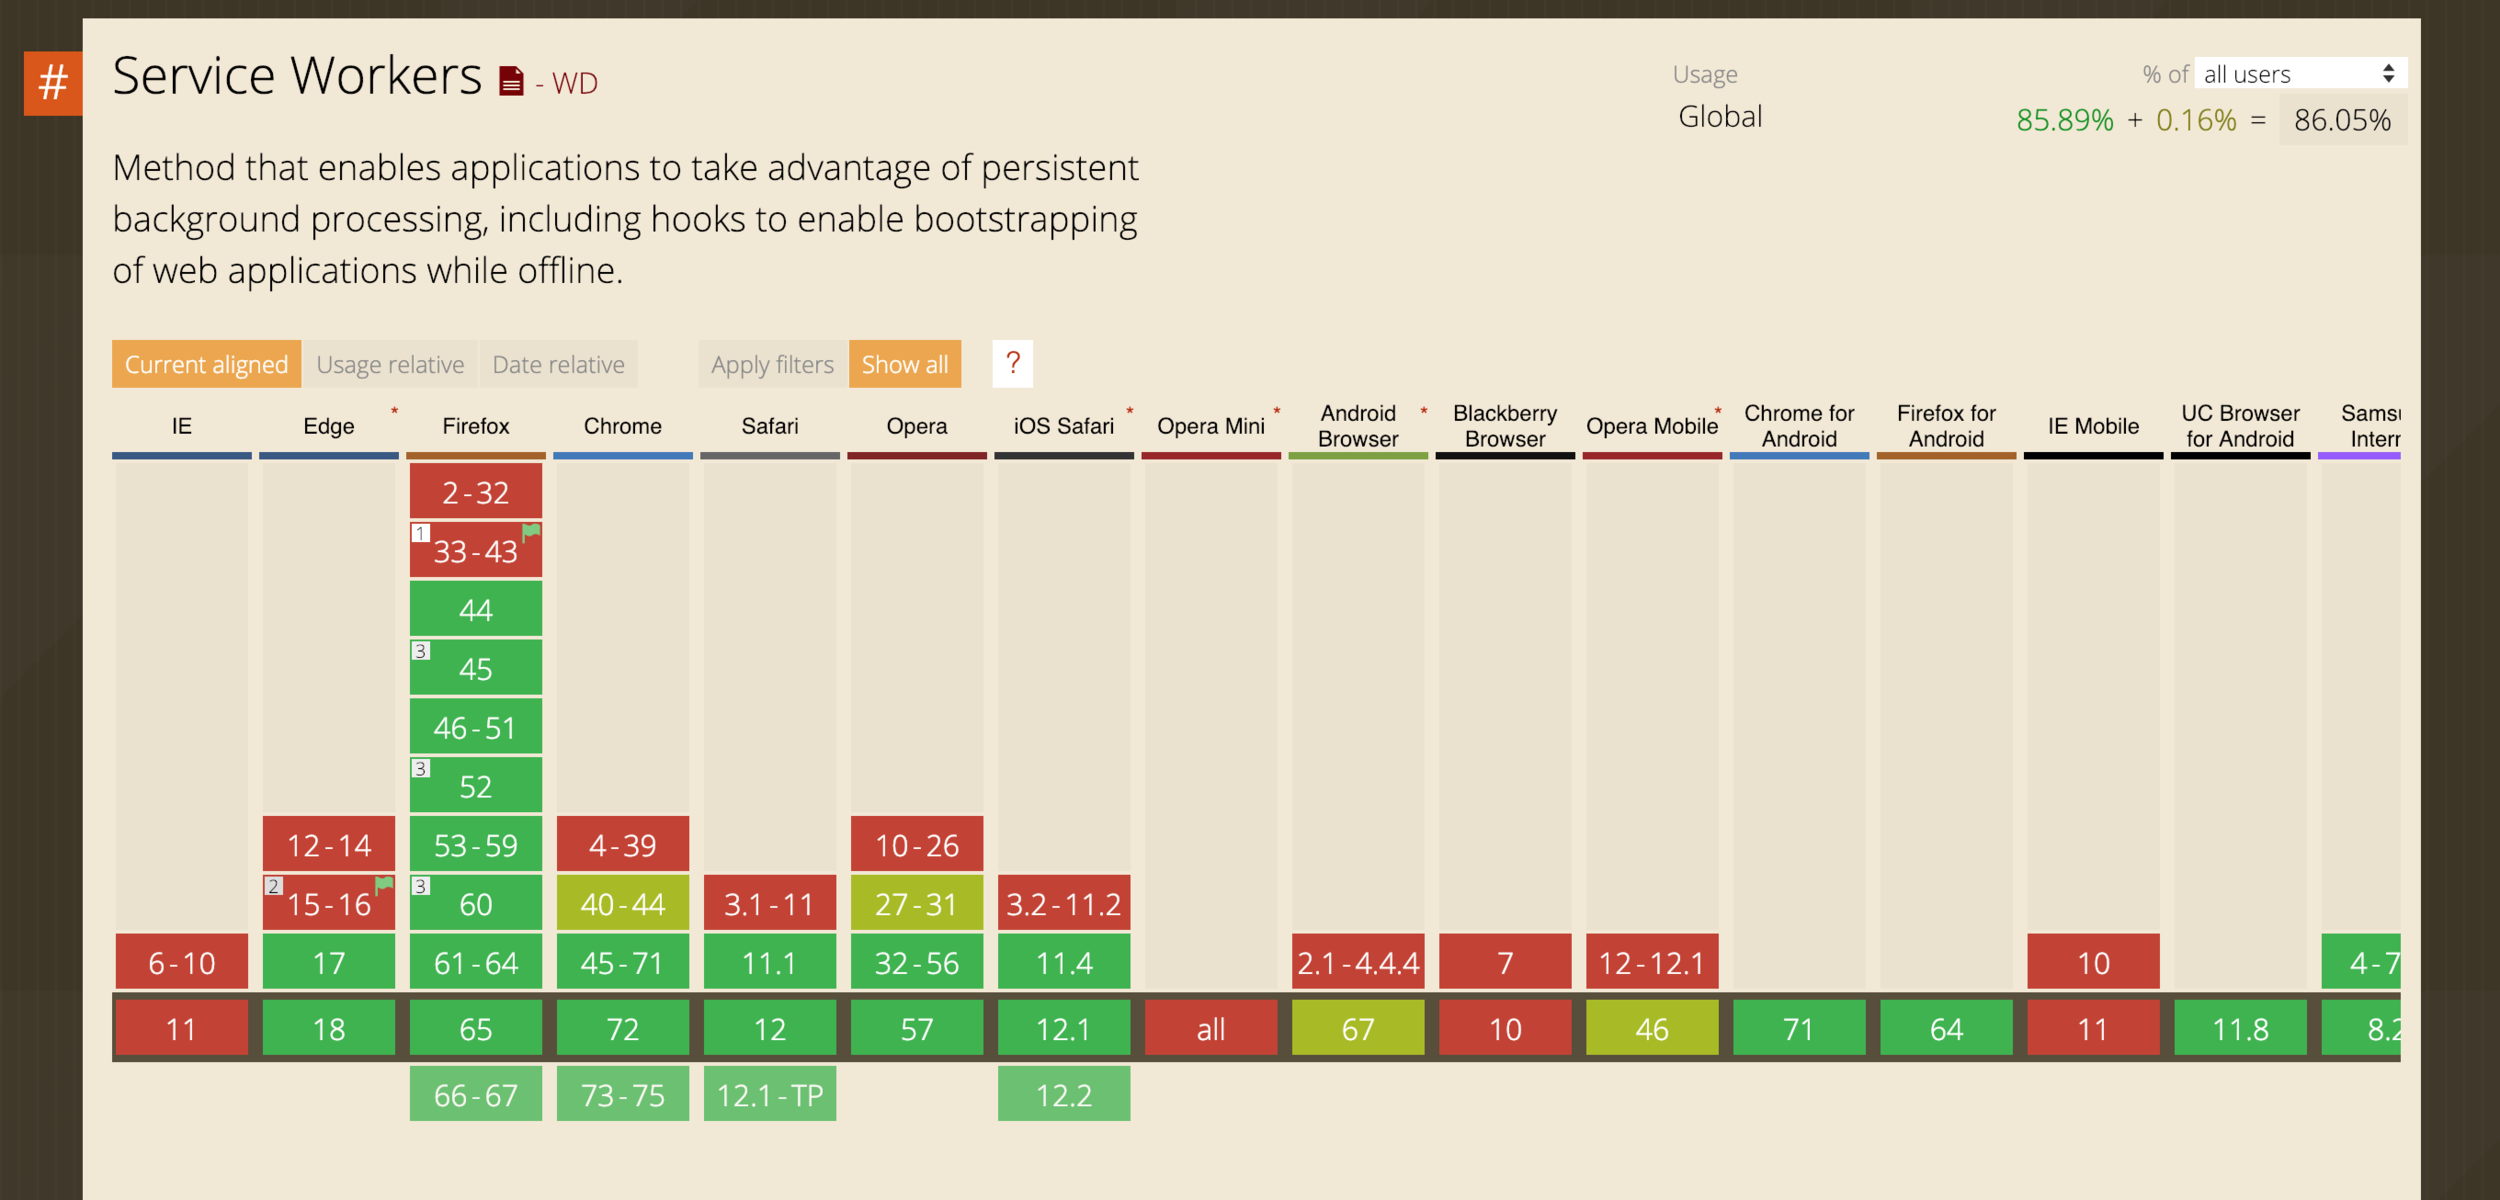 #
Service Workers - WD
Usage % of all users
Global 85.89% + 0.16% = 86.05%
Method that enables applications to take advantage of persistent
background processing, including hooks to enable bootstrapping
of web applications while offline.
Current aligned Usage relative Date relative Apply filters Show all ?
IE Edge * Firefox Chrome Safari Opera iOS Safari * Opera Mini * Android Browser * Blackberry Browser Opera Mobile * Chrome for Android Firefox for Android IE Mobile UC Browser for Android
2-32
1 33-43
44
3 45
46-51
3 52
12-14 53-59 4-39 10-26
2 15-16 3 60 40-44 3.1-11 27-31 3.2-11.2
6-10 17 61-64 45-71 11.1 32-56 11.4 2.1-4.4.4 7 12-12.1 10 4-7
11 18 65 72 12 57 12.1 all 67 10 46 71 64 11 11.8 8.2
66-67 73-75 12.1-TP 12.2